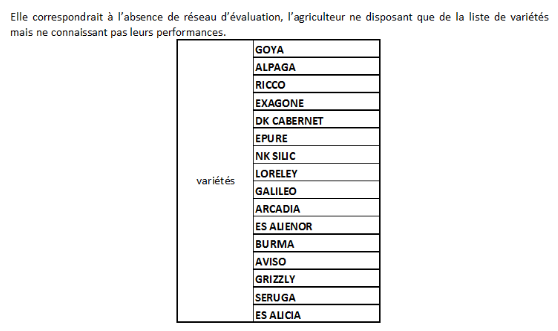 Elle correspondrait à l'absence de réseau d'évaluation, l'agriculteur ne disposant que de la liste de variétés
mais ne connaissant pas leurs performances.
GOYA
ALPAGA
RICCO
EXAGONE
DK CABERNET
EPURE
NK SILIC
LORELEY
variétés
GALILEO
ARCADIA
ES ALIENOR
BURMA
AVISO
GRIZZLY
SERUGA
ES ALICIA